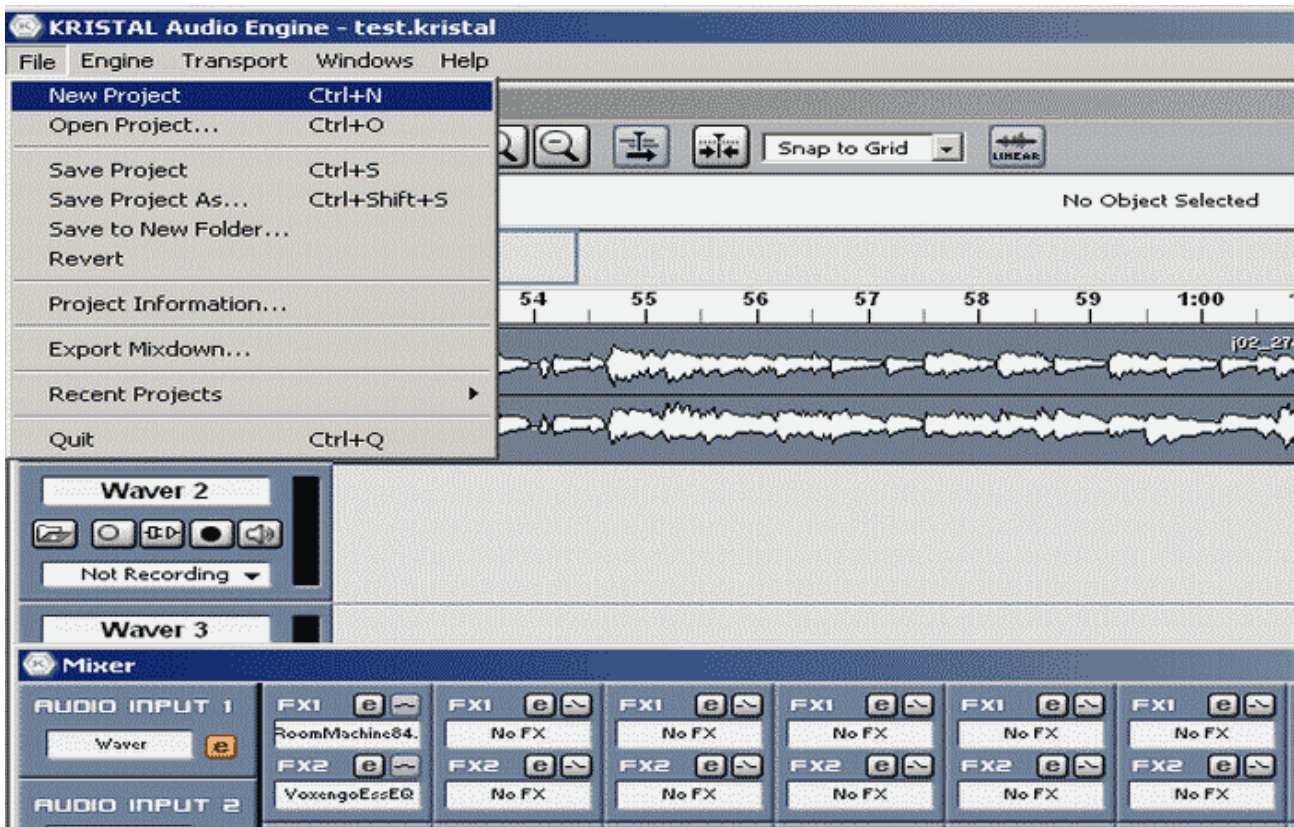 KRISTAL Audio Engine - test.kristal
File Engine Transport Windows Help
New Project Ctrl+N
Open Project... Ctrl+O
Save Project Ctrl+S
Save Project As... Ctrl+Shift+S
Save to New Folder...
Revert
Project Information...
Export Mixdown...
Recent Projects
Quit Ctrl+Q
Snap to Grid
LINEAR
No Object Selected
54 55 56 57 58 59 1:00
Waver 2
Not Recording
Waver 3
Mixer
AUDIO INPUT 1
Waver e
AUDIO INPUT 2
FX1 e FX1 e FX1 e FX1 e FX1 e FX1 e
RoomMachine84. No FX No FX No FX No FX No FX
FX2 e FX2 e FX2 e FX2 e FX2 e FX2 e
VoxengoEssEQ No FX No FX No FX No FX No FX